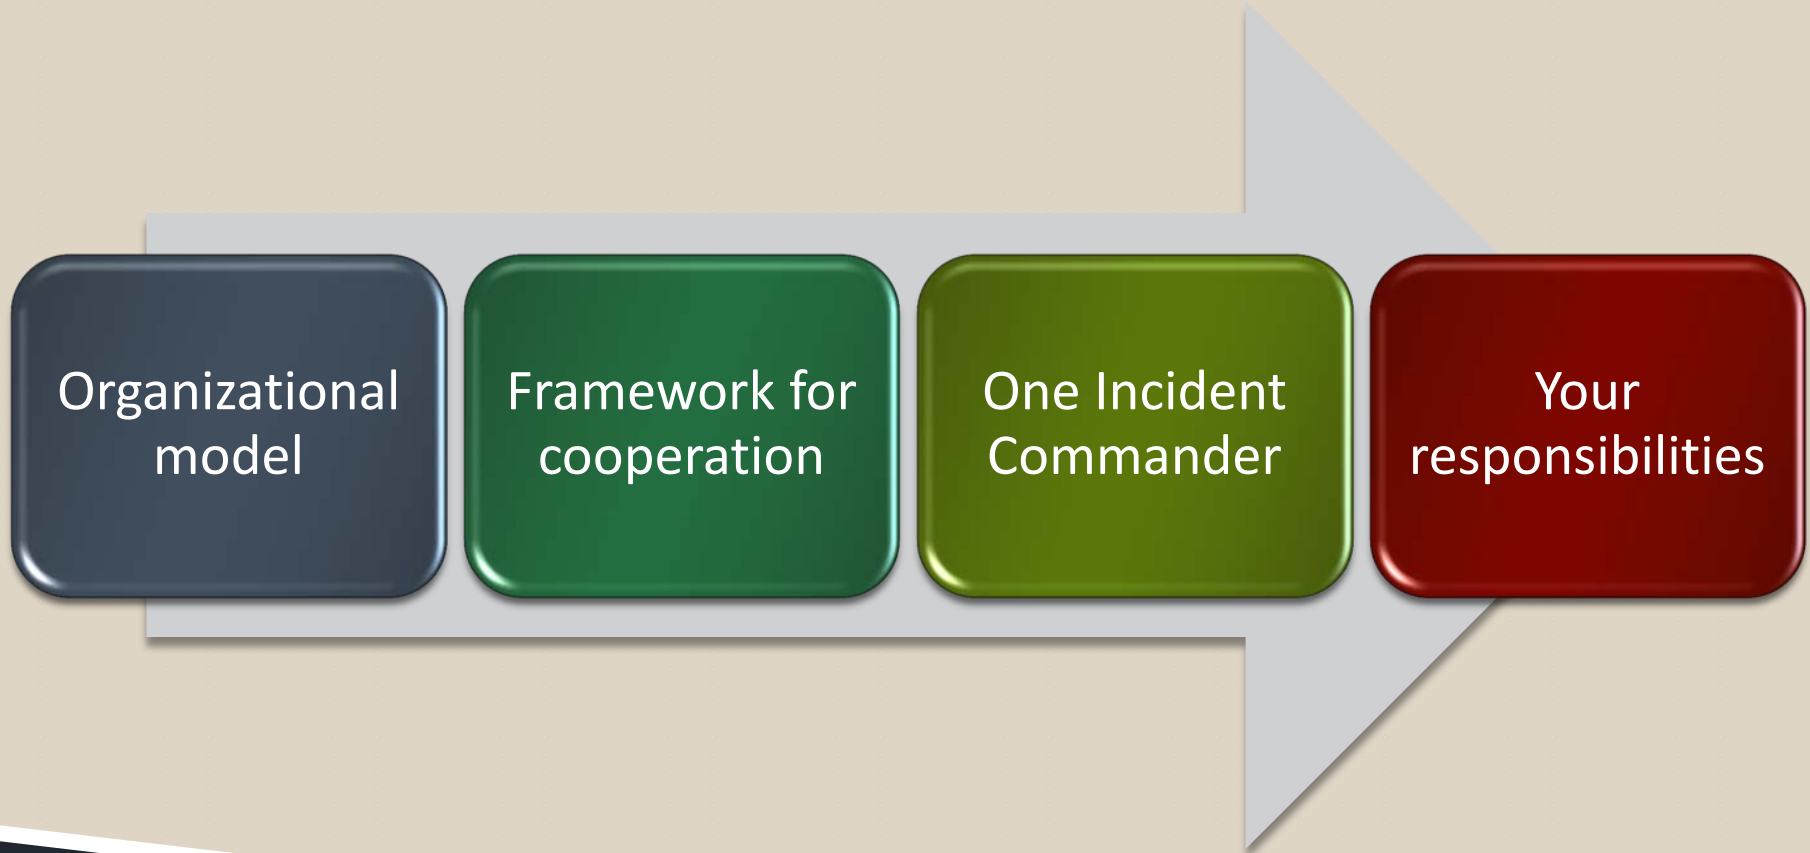 Organizational
model
Framework for
cooperation
One Incident
Commander
Your
responsibilities